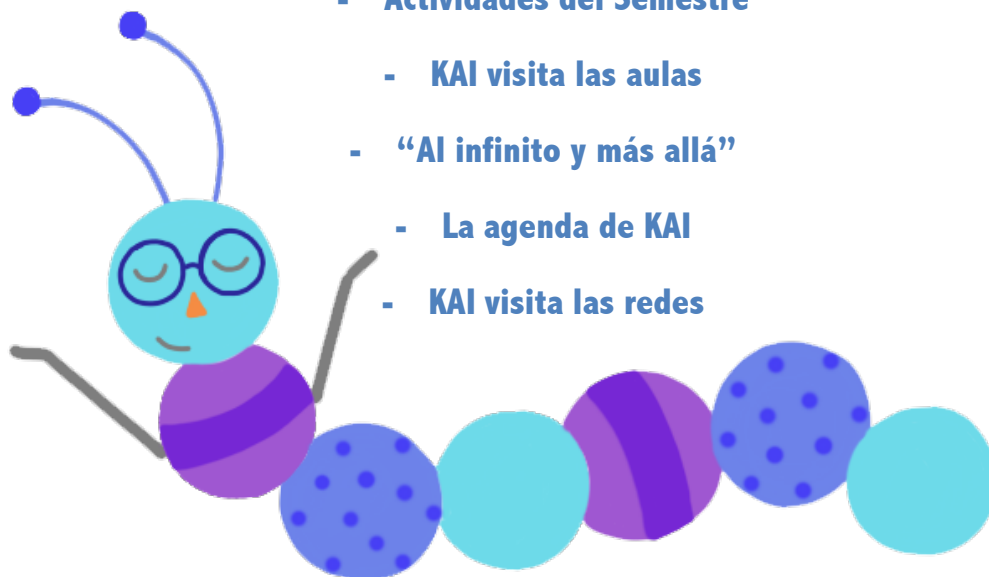 - Actividades del Semestre
- KAI visita las aulas
- “Al infinito y más allá”
- La agenda de KAI
- KAI visita las redes